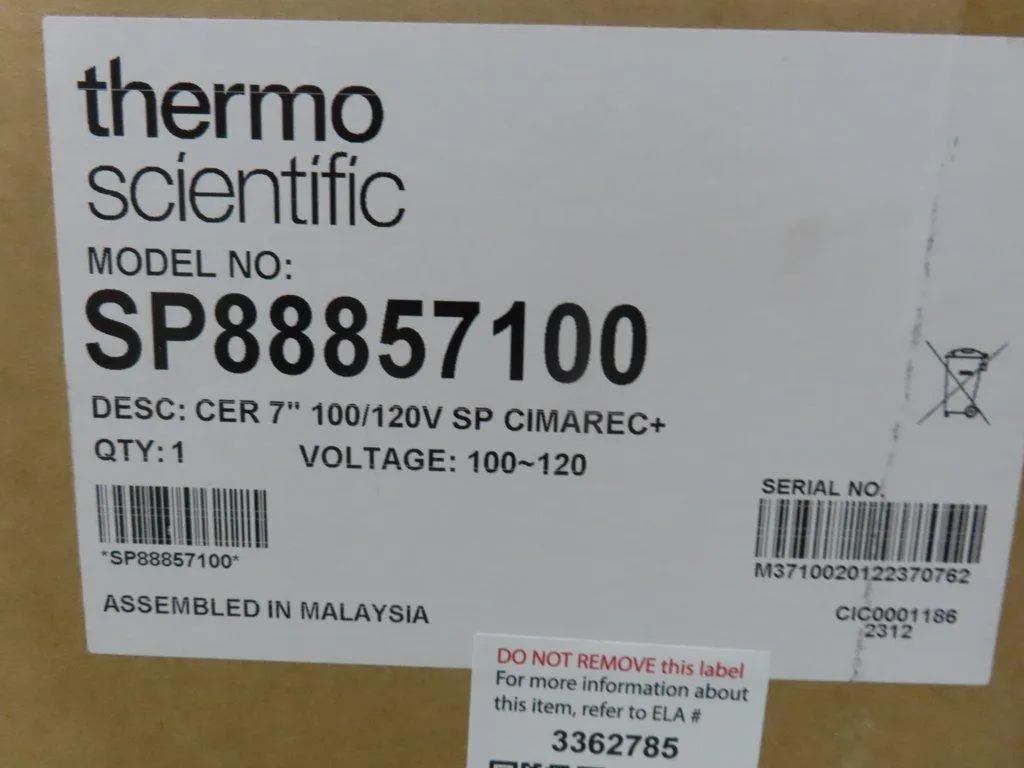 thermo
scientific
MODEL NO:
SP88857100
DESC: CER 7" 100/120V SP CIMAREC+
QTY: 1 VOLTAGE: 100~120
*SP88857100*
ASSEMBLED IN MALAYSIA
SERIAL NO.
M3710020122370762
CIC0001186
2312
DO NOT REMOVE this label
For more information about
this item, refer to ELA #
3362785